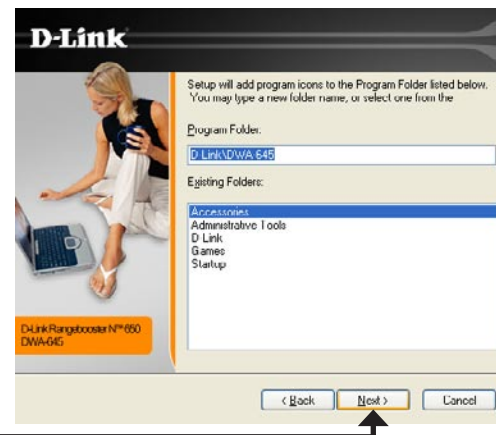 D-Link
Setup will add program icons to the Program Folder listed below.
You may type a new folder name, or select one from the
Program Folder:
D Link\DWA 645
Existing Folders:
Accessories
Administrative Tools
D Link
Games
Startup
D-Link Rangebooster N™ 650
DWA-645
< Back
Next >
Cancel